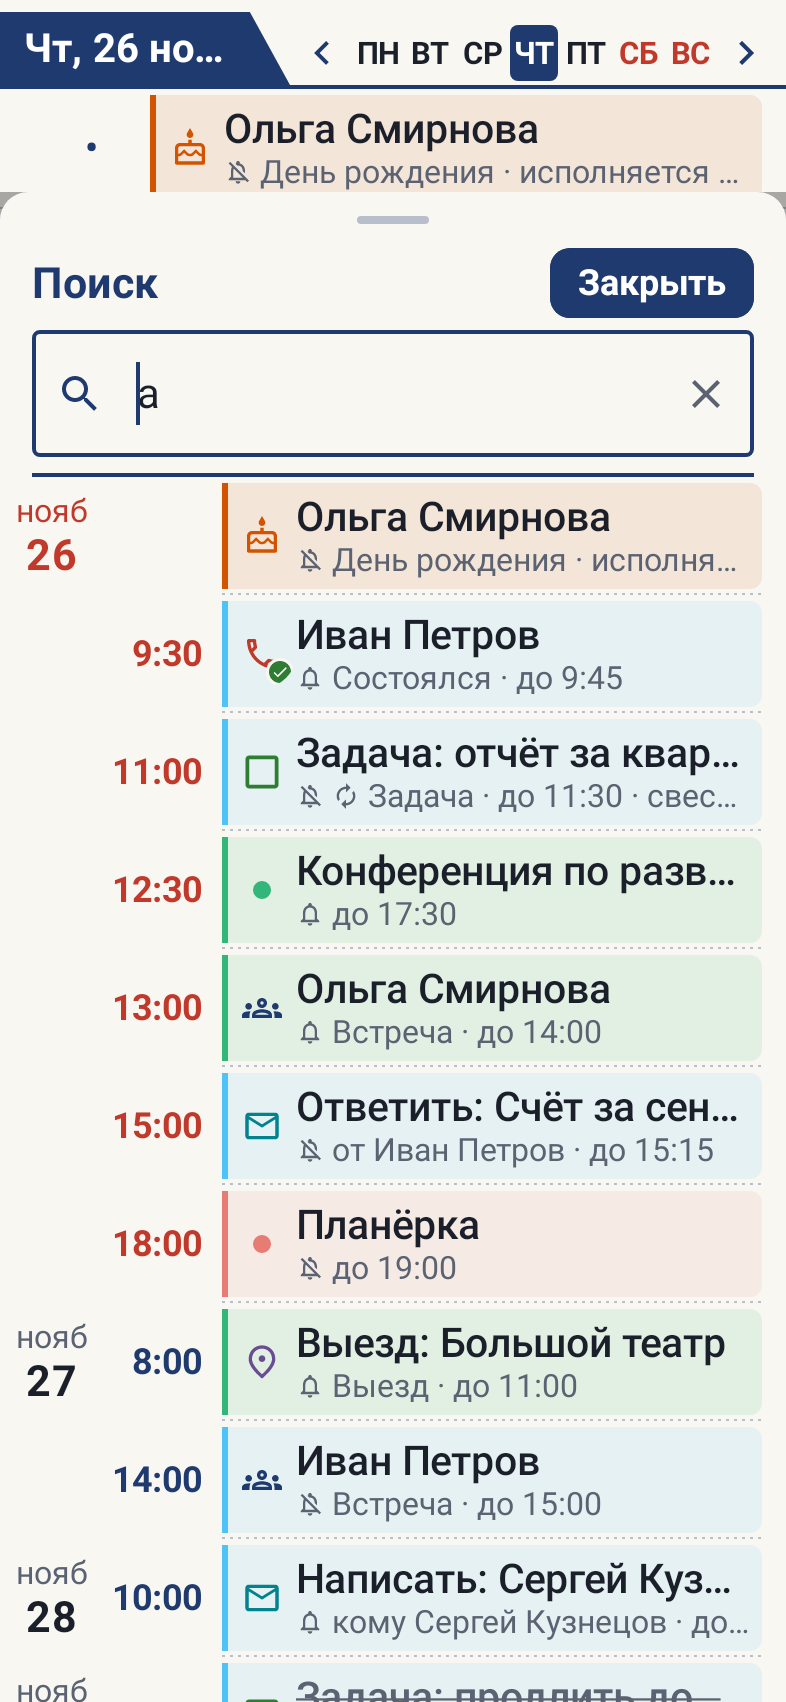 Чт, 26 но...
ПН ВТ СР ЧТ ПТ СБ ВС
Ольга Смирнова
День рождения · исполняется ...
Поиск
Закрыть
а
нояб
26
Ольга Смирнова
День рождения · исполня...
9:30
Иван Петров
Состоялся · до 9:45
11:00
Задача: отчёт за квар...
Задача · до 11:30 · свес...
12:30
Конференция по разв...
до 17:30
13:00
Ольга Смирнова
Встреча · до 14:00
15:00
Ответить: Счёт за сен...
от Иван Петров · до 15:15
18:00
Планёрка
до 19:00
нояб
27
8:00
Выезд: Большой театр
Выезд · до 11:00
14:00
Иван Петров
Встреча · до 15:00
нояб
28
10:00
Написать: Сергей Куз...
кому Сергей Кузнецов · до...
нояб
Задача: продлить до...